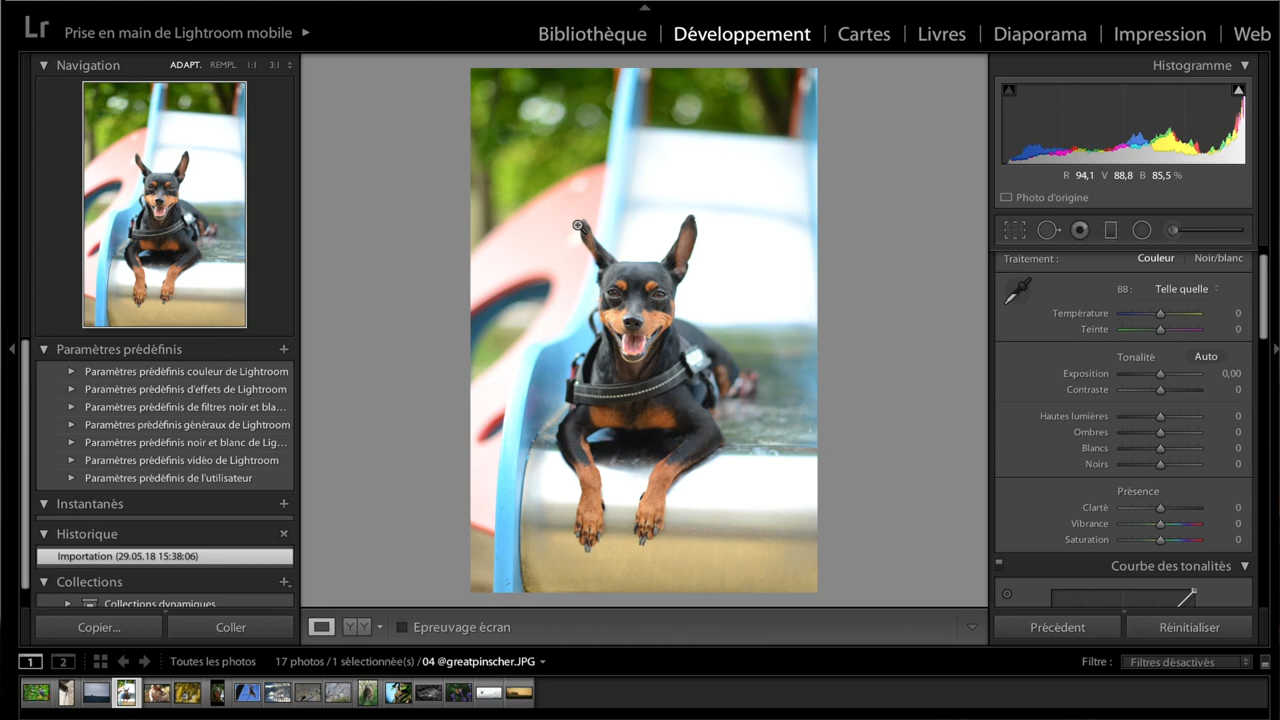 Lr Prise en main de Lightroom mobile
Bibliothèque | Développement | Cartes | Livres | Diaporama | Impression | Web
Navigation ADAPT. REMPL. 1:1 3:1
Paramètres prédéfinis
Paramètres prédéfinis couleur de Lightroom
Paramètres prédéfinis d'effets de Lightroom
Paramètres prédéfinis de filtres noir et bla...
Paramètres prédéfinis généraux de Lightroom
Paramètres prédéfinis noir et blanc de Lig...
Paramètres prédéfinis vidéo de Lightroom
Paramètres prédéfinis de l'utilisateur
Instantanés
Historique
Importation (29.05.18 15:38:06)
Collections
Collections dynamiques
Copier... Coller
YY Epreuvage écran
Histogramme
R 94,1 V 88,8 B 85,5 %
Photo d'origine
Traitement : Couleur Noir/blanc
BB : Telle quelle
Température 0
Teinte 0
Tonalité Auto
Exposition 0,00
Contraste 0
Hautes lumières 0
Ombres 0
Blancs 0
Noirs 0
Présence
Clarté 0
Vibrance 0
Saturation 0
Courbe des tonalités
Précédent Réinitialiser
1 2 Toutes les photos 17 photos / 1 sélectionnée(s) / 04 @greatpinscher.JPG
Filtre : Filtres désactivés